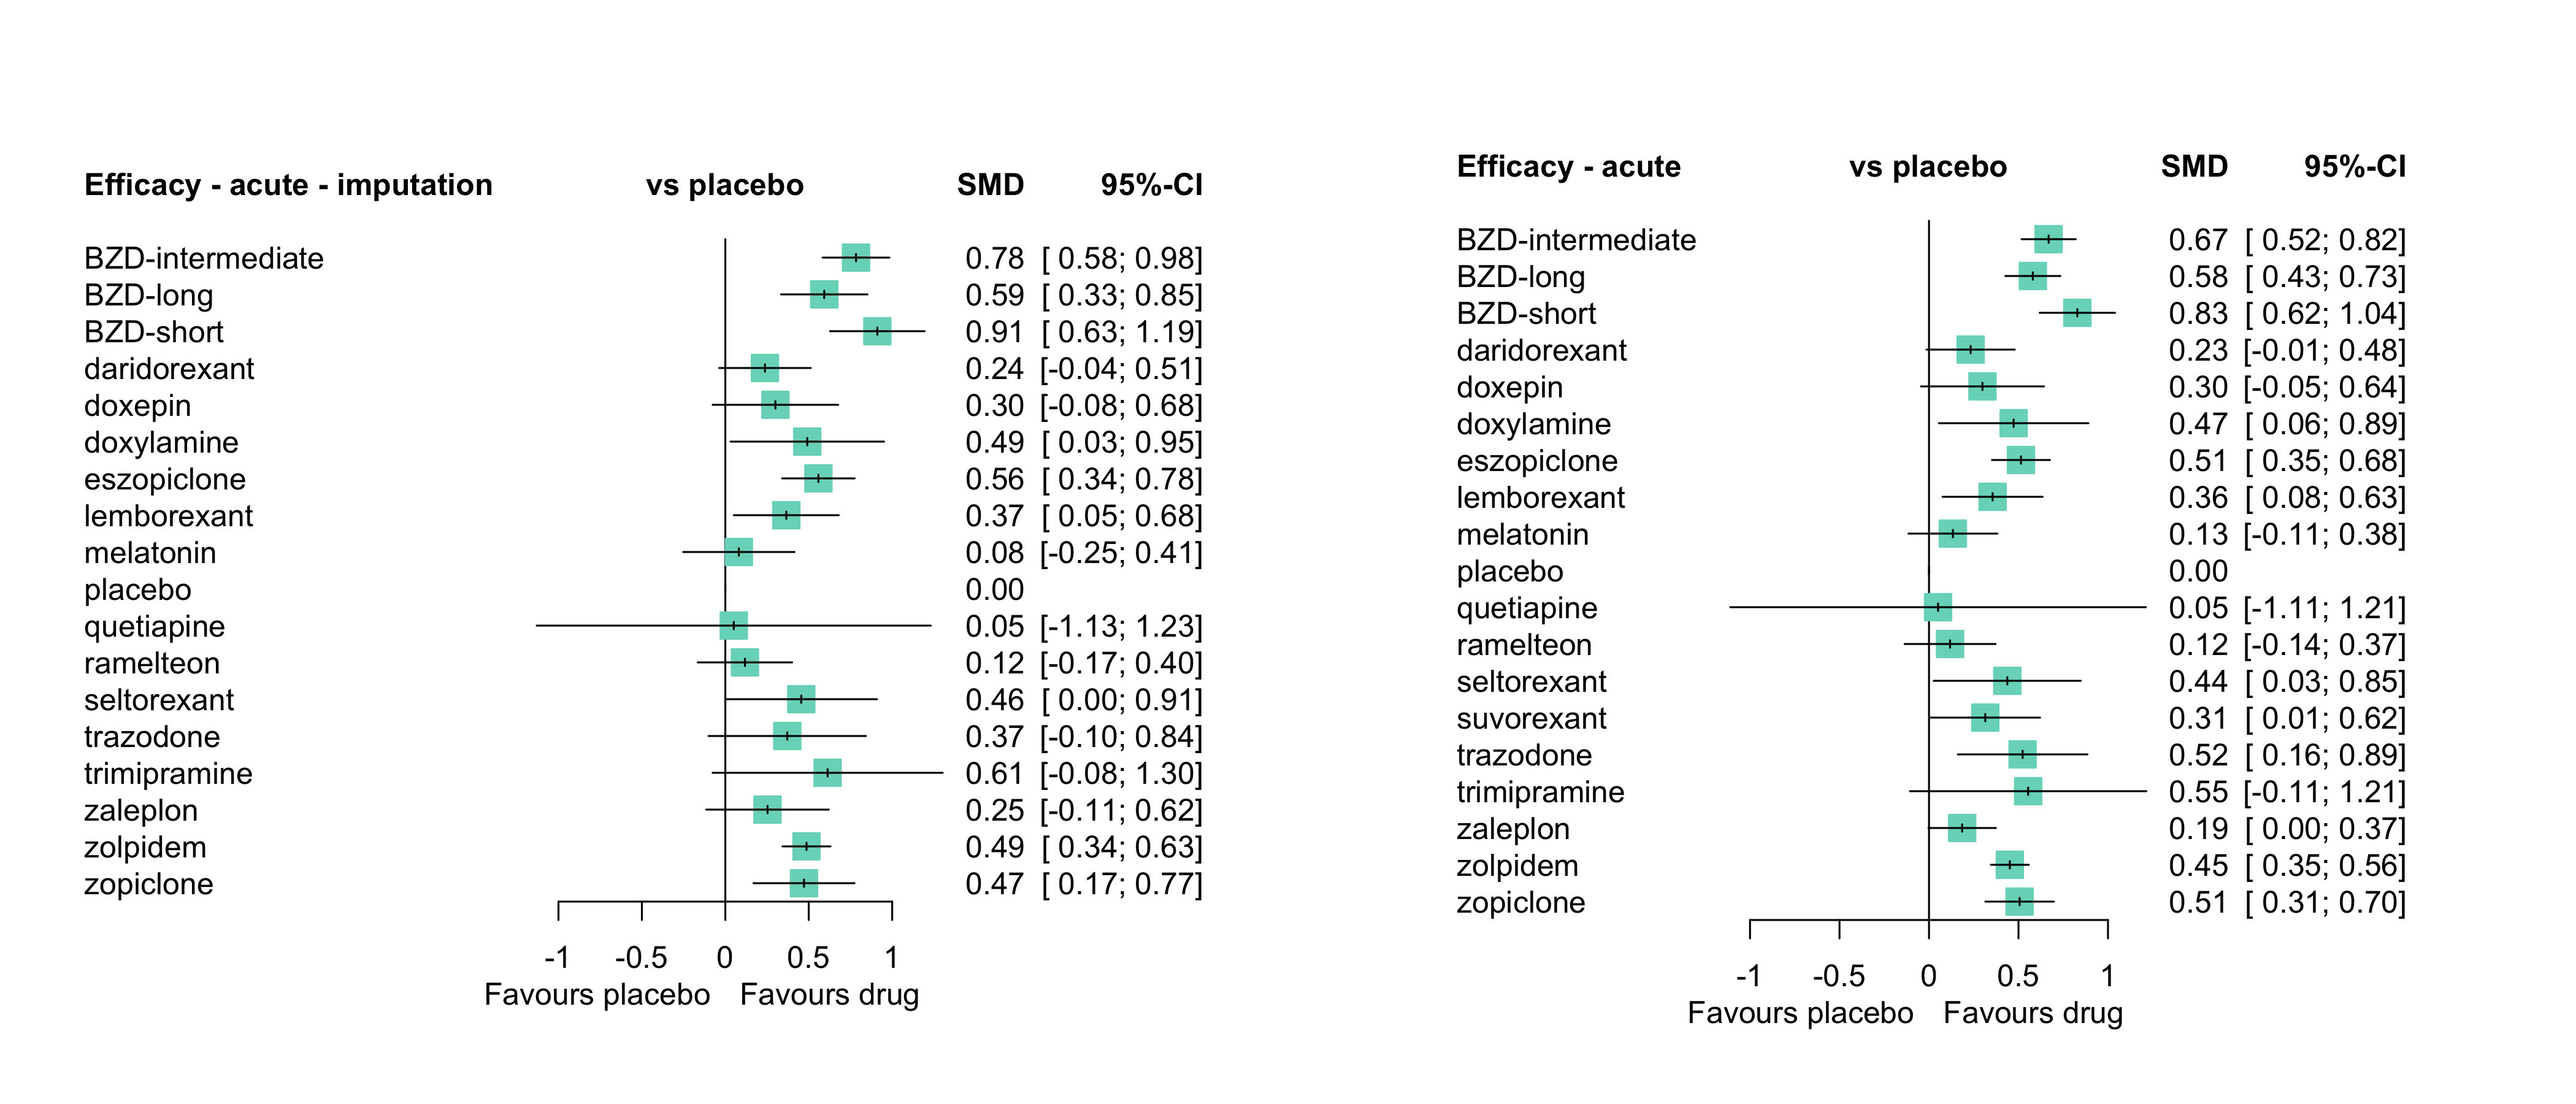 Efficacy - acute - imputation vs placebo SMD 95%-CI
BZD-intermediate 0.78 [ 0.58; 0.98]
BZD-long 0.59 [ 0.33; 0.85]
BZD-short 0.91 [ 0.63; 1.19]
daridorexant 0.24 [-0.04; 0.51]
doxepin 0.30 [-0.08; 0.68]
doxylamine 0.49 [ 0.03; 0.95]
eszopiclone 0.56 [ 0.34; 0.78]
lemborexant 0.37 [ 0.05; 0.68]
melatonin 0.08 [-0.25; 0.41]
placebo 0.00
quetiapine 0.05 [-1.13; 1.23]
ramelteon 0.12 [-0.17; 0.40]
seltorexant 0.46 [ 0.00; 0.91]
trazodone 0.37 [-0.10; 0.84]
trimipramine 0.61 [-0.08; 1.30]
zaleplon 0.25 [-0.11; 0.62]
zolpidem 0.49 [ 0.34; 0.63]
zopiclone 0.47 [ 0.17; 0.77]
-1 -0.5 0 0.5 1
Favours placebo Favours drug
Efficacy - acute vs placebo SMD 95%-CI
BZD-intermediate 0.67 [ 0.52; 0.82]
BZD-long 0.58 [ 0.43; 0.73]
BZD-short 0.83 [ 0.62; 1.04]
daridorexant 0.23 [-0.01; 0.48]
doxepin 0.30 [-0.05; 0.64]
doxylamine 0.47 [ 0.06; 0.89]
eszopiclone 0.51 [ 0.35; 0.68]
lemborexant 0.36 [ 0.08; 0.63]
melatonin 0.13 [-0.11; 0.38]
placebo 0.00
quetiapine 0.05 [-1.11; 1.21]
ramelteon 0.12 [-0.14; 0.37]
seltorexant 0.44 [ 0.03; 0.85]
suvorexant 0.31 [ 0.01; 0.62]
trazodone 0.52 [ 0.16; 0.89]
trimipramine 0.55 [-0.11; 1.21]
zaleplon 0.19 [ 0.00; 0.37]
zolpidem 0.45 [ 0.35; 0.56]
zopiclone 0.51 [ 0.31; 0.70]
-1 -0.5 0 0.5 1
Favours placebo Favours drug